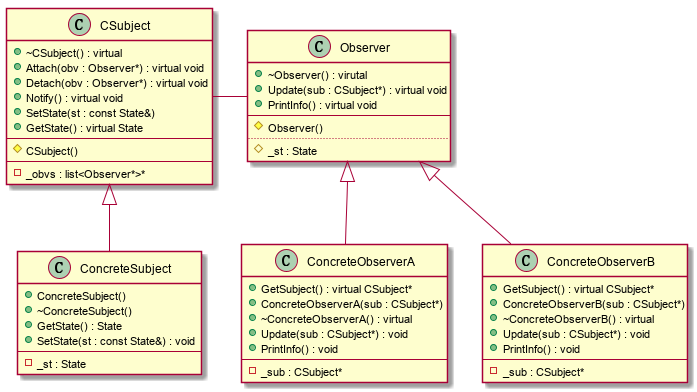 C CSubject
~CSubject() : virtual
Attach(obv : Observer*) : virtual void
Detach(obv : Observer*) : virtual void
Notify() : virtual void
SetState(st : const State&)
GetState() : virtual State
CSubject()
_obvs : list<Observer*>*
C Observer
~Observer() : virutal
Update(sub : CSubject*) : virtual void
PrintInfo() : virtual void
Observer()
_st : State
C ConcreteSubject
ConcreteSubject()
~ConcreteSubject()
GetState() : State
SetState(st : const State&) : void
_st : State
C ConcreteObserverA
GetSubject() : virtual CSubject*
ConcreteObserverA(sub : CSubject*)
~ConcreteObserverA() : virtual
Update(sub : CSubject*) : void
PrintInfo() : void
_sub : CSubject*
C ConcreteObserverB
GetSubject() : virtual CSubject*
ConcreteObserverB(sub : CSubject*)
~ConcreteObserverB() : virtual
Update(sub : CSubject*) : void
PrintInfo() : void
_sub : CSubject*